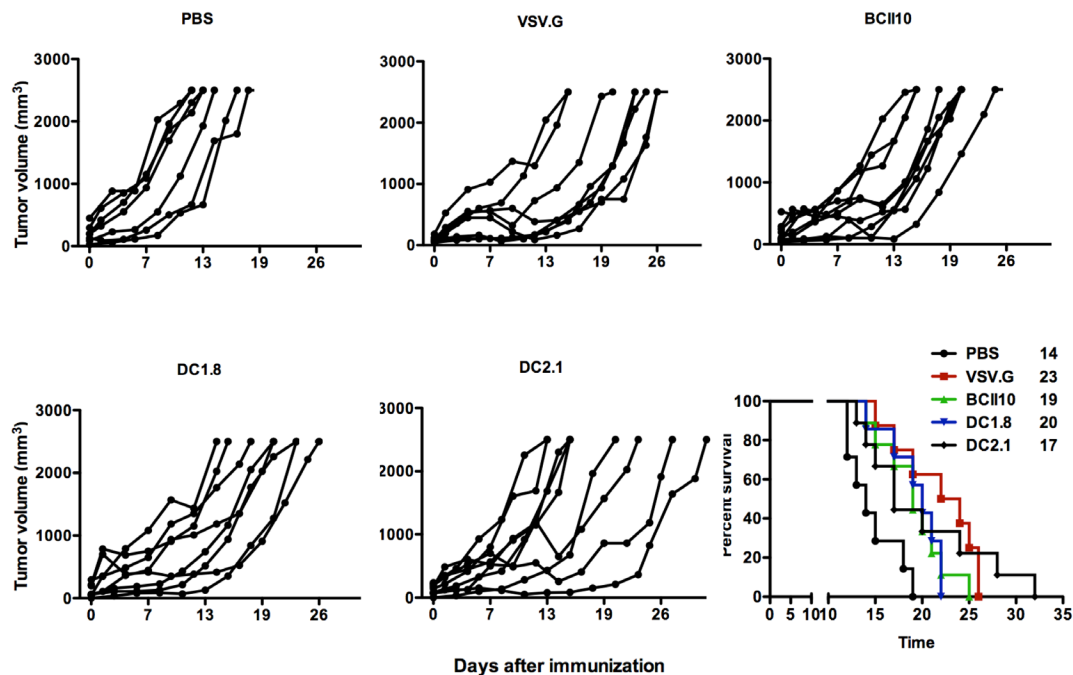 PBS
VSV.G
BCII10
Tumor volume (mm3)
3000
2000
1000
0
0 7 13 19 26
3000
2000
1000
0
0 7 13 19 26
3000
2000
1000
0
0 7 13 19 26
DC1.8
DC2.1
Tumor volume (mm3)
3000
2000
1000
0
0 7 13 19 26
3000
2000
1000
0
0 7 13 19 26
PBS 14
VSV.G 23
BCII10 19
DC1.8 20
DC2.1 17
Percent survival
100
80
60
40
20
0
0 5 10 10 15 20 25 30 35
Time
Days after immunization